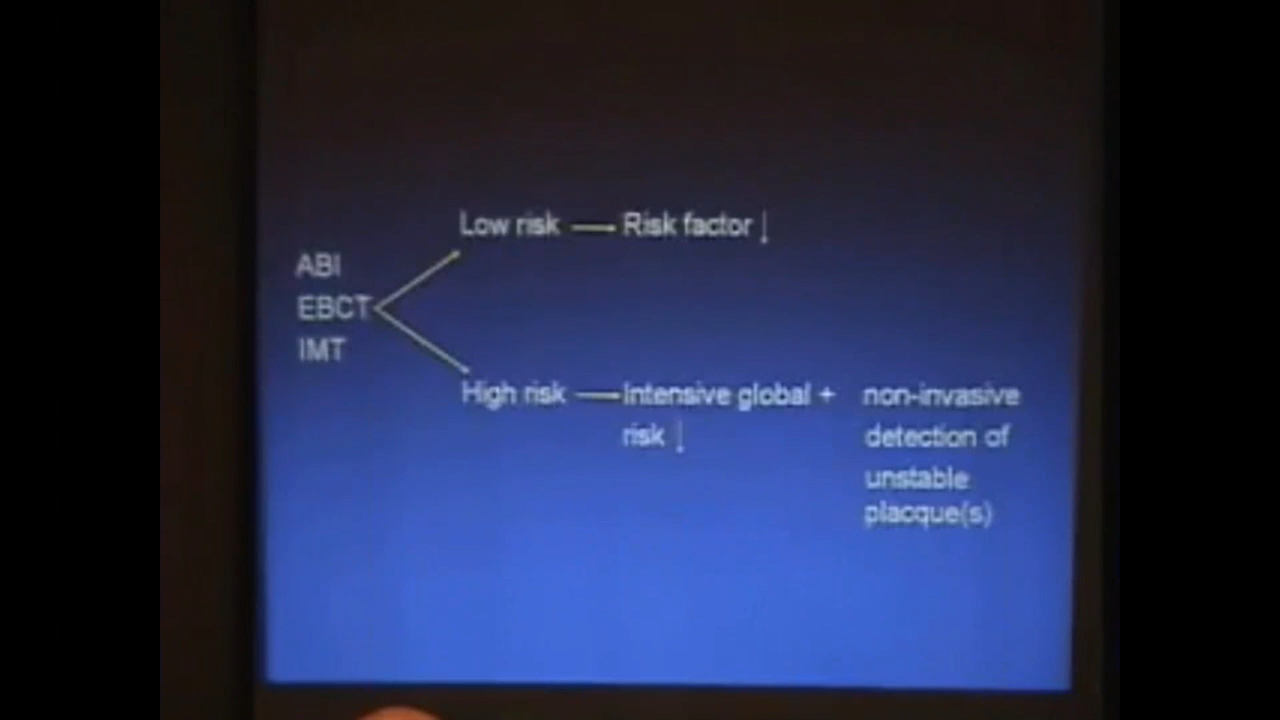 Low risk Risk factor ↓
ABI
EBCT
IMT
High risk Intensive global + non-invasive
risk ↓ detection of
unstable
placque(s)